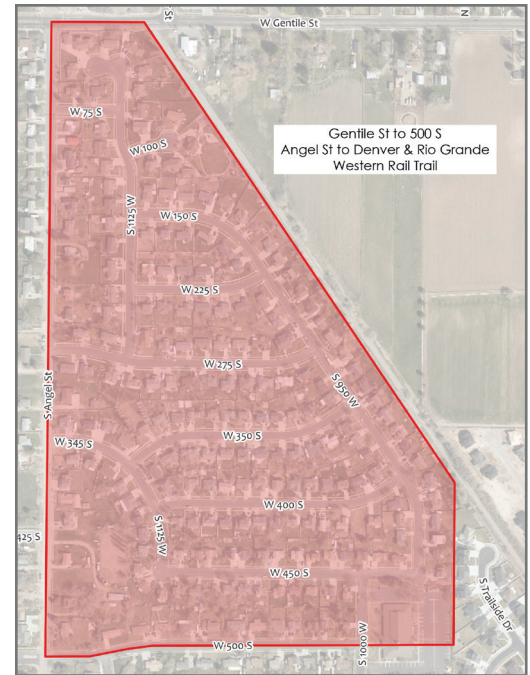 St
W Gentile St
N
Gentile St to 500 S
Angel St to Denver & Rio Grande
Western Rail Trail
W 75 S
W 100 S
S 1125 W
W 150 S
W 225 S
W 275 S
S 950 W
S Angel St
W 350 S
W 345 S
W 400 S
S 1125 W
425 S
W 450 S
S Trailside Dr
S 1000 W
W 500 S